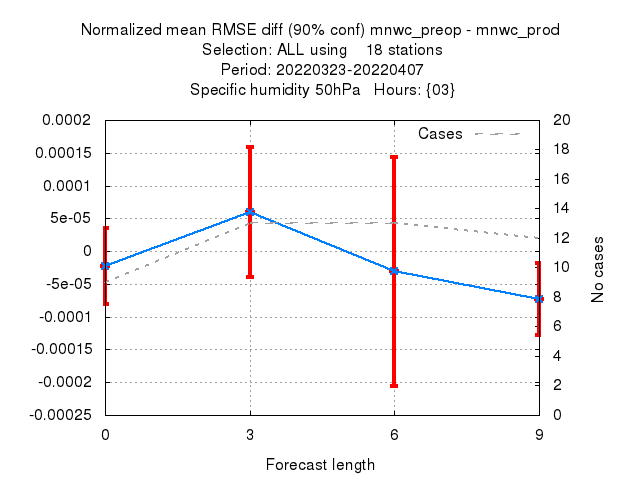 Normalized mean RMSE diff (90% conf) mnwc_preop - mnwc_prod
Selection: ALL using    18 stations
Period: 20220323-20220407
Specific humidity 50hPa   Hours: {03}
Cases
0.0002
0.00015
0.0001
5e-05
0
-5e-05
-0.0001
-0.00015
-0.0002
-0.00025
20
18
16
14
12
10
8
6
4
2
0
No cases
0
3
6
9
Forecast length